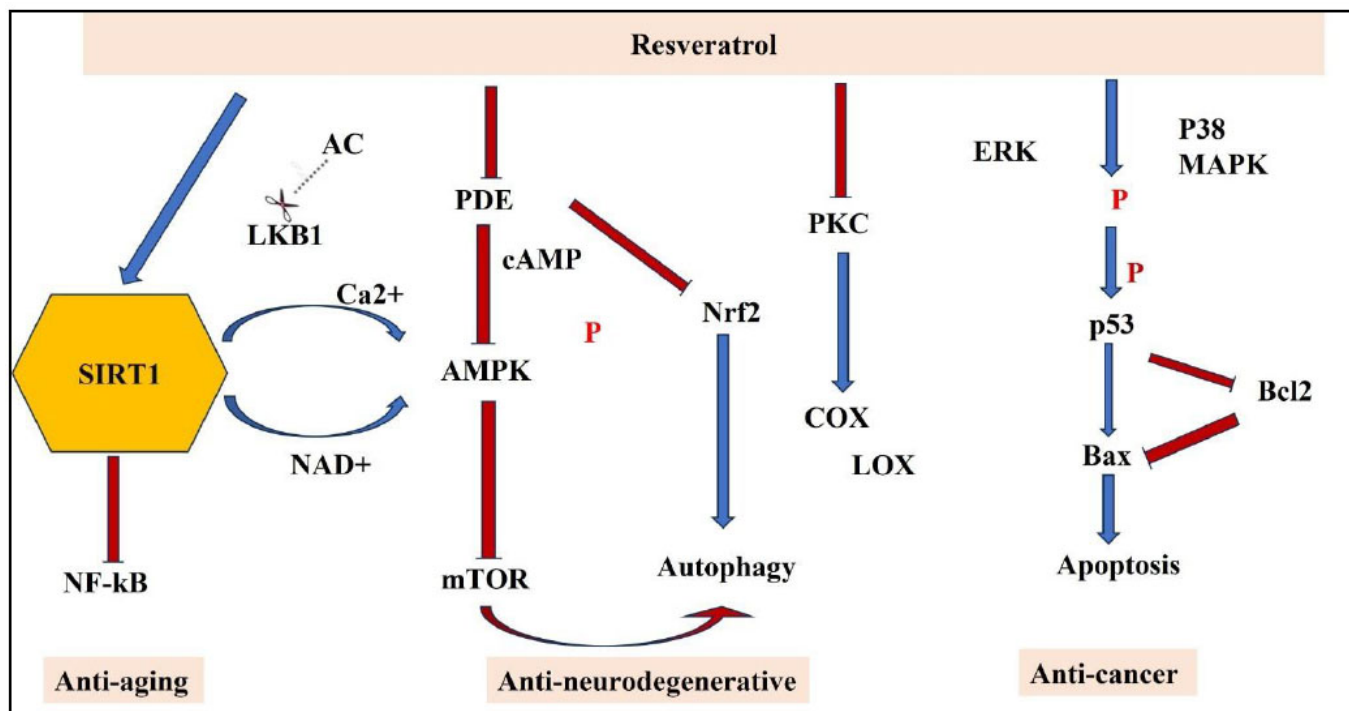 Resveratrol
AC
LKB1
SIRT1
Ca2+
NAD+
NF-kB
Anti-aging
PDE
cAMP
P
AMPK
mTOR
Nrf2
Autophagy
Anti-neurodegenerative
PKC
COX
LOX
ERK
P38
MAPK
P
P
p53
Bcl2
Bax
Apoptosis
Anti-cancer